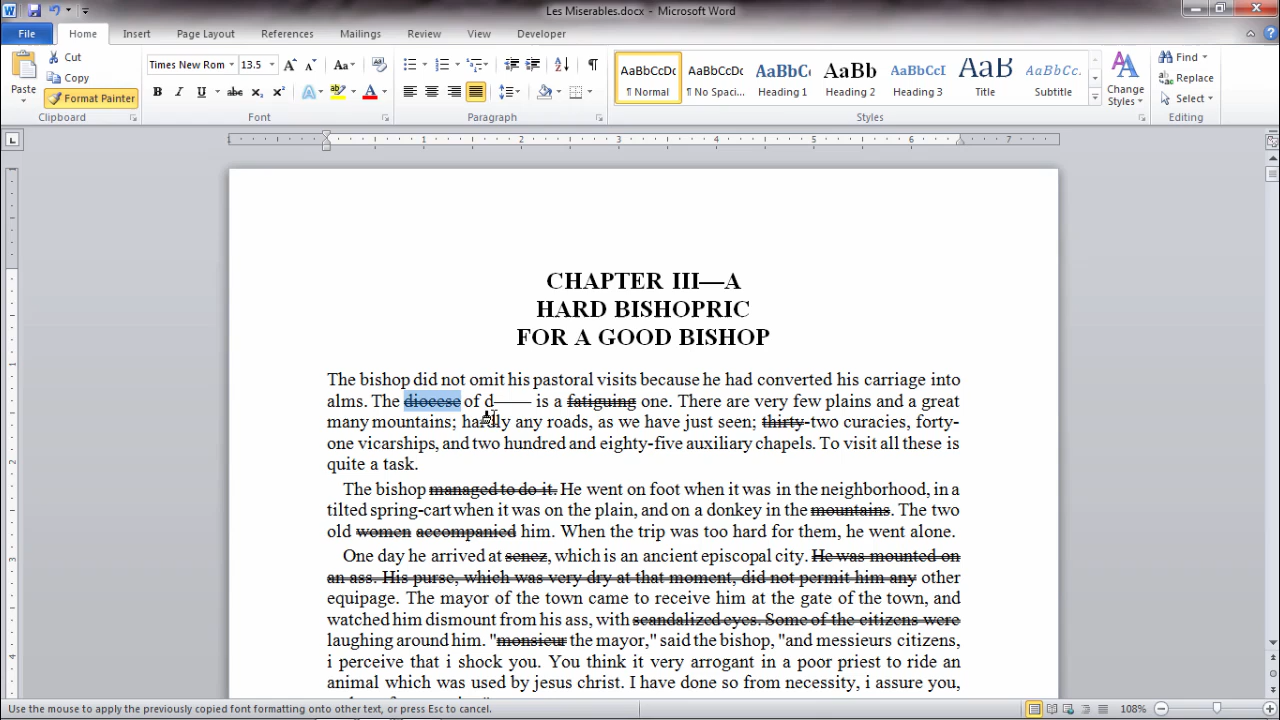 Les Miserables.docx - Microsoft Word
File Home Insert Page Layout References Mailings Review View Developer
Paste Cut Copy Format Painter Clipboard
Times New Rom 13.5 Font
Paragraph
AaBbCcDc ¶ Normal
AaBbCcDc ¶ No Spac...
AaBbC Heading 1
AaBb Heading 2
AaBbCcI Heading 3
AaB Title
AaBbCc. Subtitle
Change Styles
Styles
Find Replace Select Editing
1 1 2 3 4 5 6 7
CHAPTER III—A
HARD BISHOPRIC
FOR A GOOD BISHOP
The bishop did not omit his pastoral visits because he had converted his carriage into
alms. The diocese of d—— is a fatiguing one. There are very few plains and a great
many mountains; hardly any roads, as we have just seen; thirty-two curacies, forty-
one vicarships, and two hundred and eighty-five auxiliary chapels. To visit all these is
quite a task.
The bishop managed to do it. He went on foot when it was in the neighborhood, in a
tilted spring-cart when it was on the plain, and on a donkey in the mountains. The two
old women accompanied him. When the trip was too hard for them, he went alone.
One day he arrived at senez, which is an ancient episcopal city. He was mounted on
an ass. His purse, which was very dry at that moment, did not permit him any other
equipage. The mayor of the town came to receive him at the gate of the town, and
watched him dismount from his ass, with scandalized eyes. Some of the citizens were
laughing around him. "monsieur the mayor," said the bishop, "and messieurs citizens,
i perceive that i shock you. You think it very arrogant in a poor priest to ride an
animal which was used by jesus christ. I have done so from necessity, i assure you,
Use the mouse to apply the previously copied font formatting onto other text, or press Esc to cancel.
108%